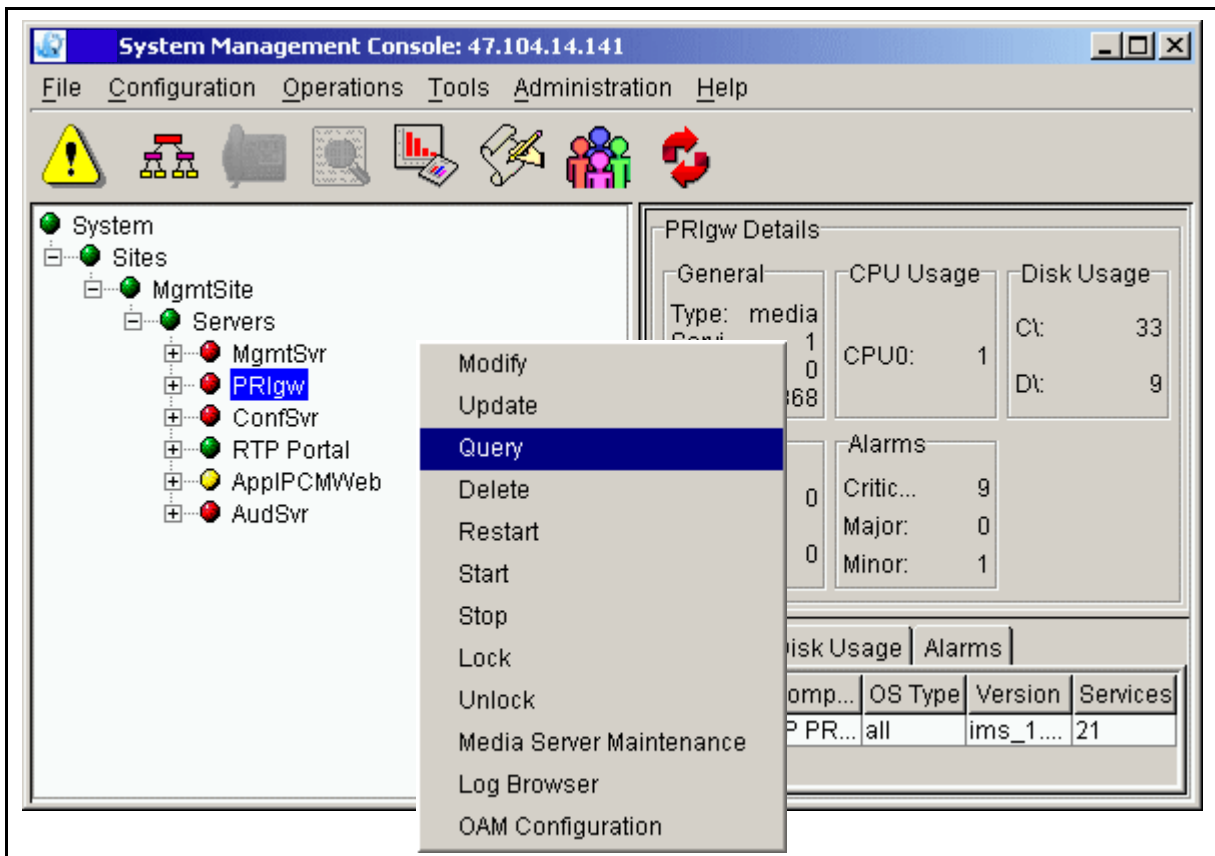 System Management Console: 47.104.14.141
File Configuration Operations Tools Administration Help
System
Sites
MgmtSite
Servers
MgmtSvr
PRIgw
ConfSvr
RTP Portal
ApplPCMWeb
AudSvr
Modify
Update
Query
Delete
Restart
Start
Stop
Lock
Unlock
Media Server Maintenance
Log Browser
OAM Configuration
PRIgw Details
General
Type: media
1
0
368
0
0
CPU Usage
CPU0: 1
Disk Usage
C\: 33
D\: 9
Alarms
Critic... 9
Major: 0
Minor: 1
Disk Usage Alarms
omp... OS Type Version Services
P PR... all ims_1.... 21